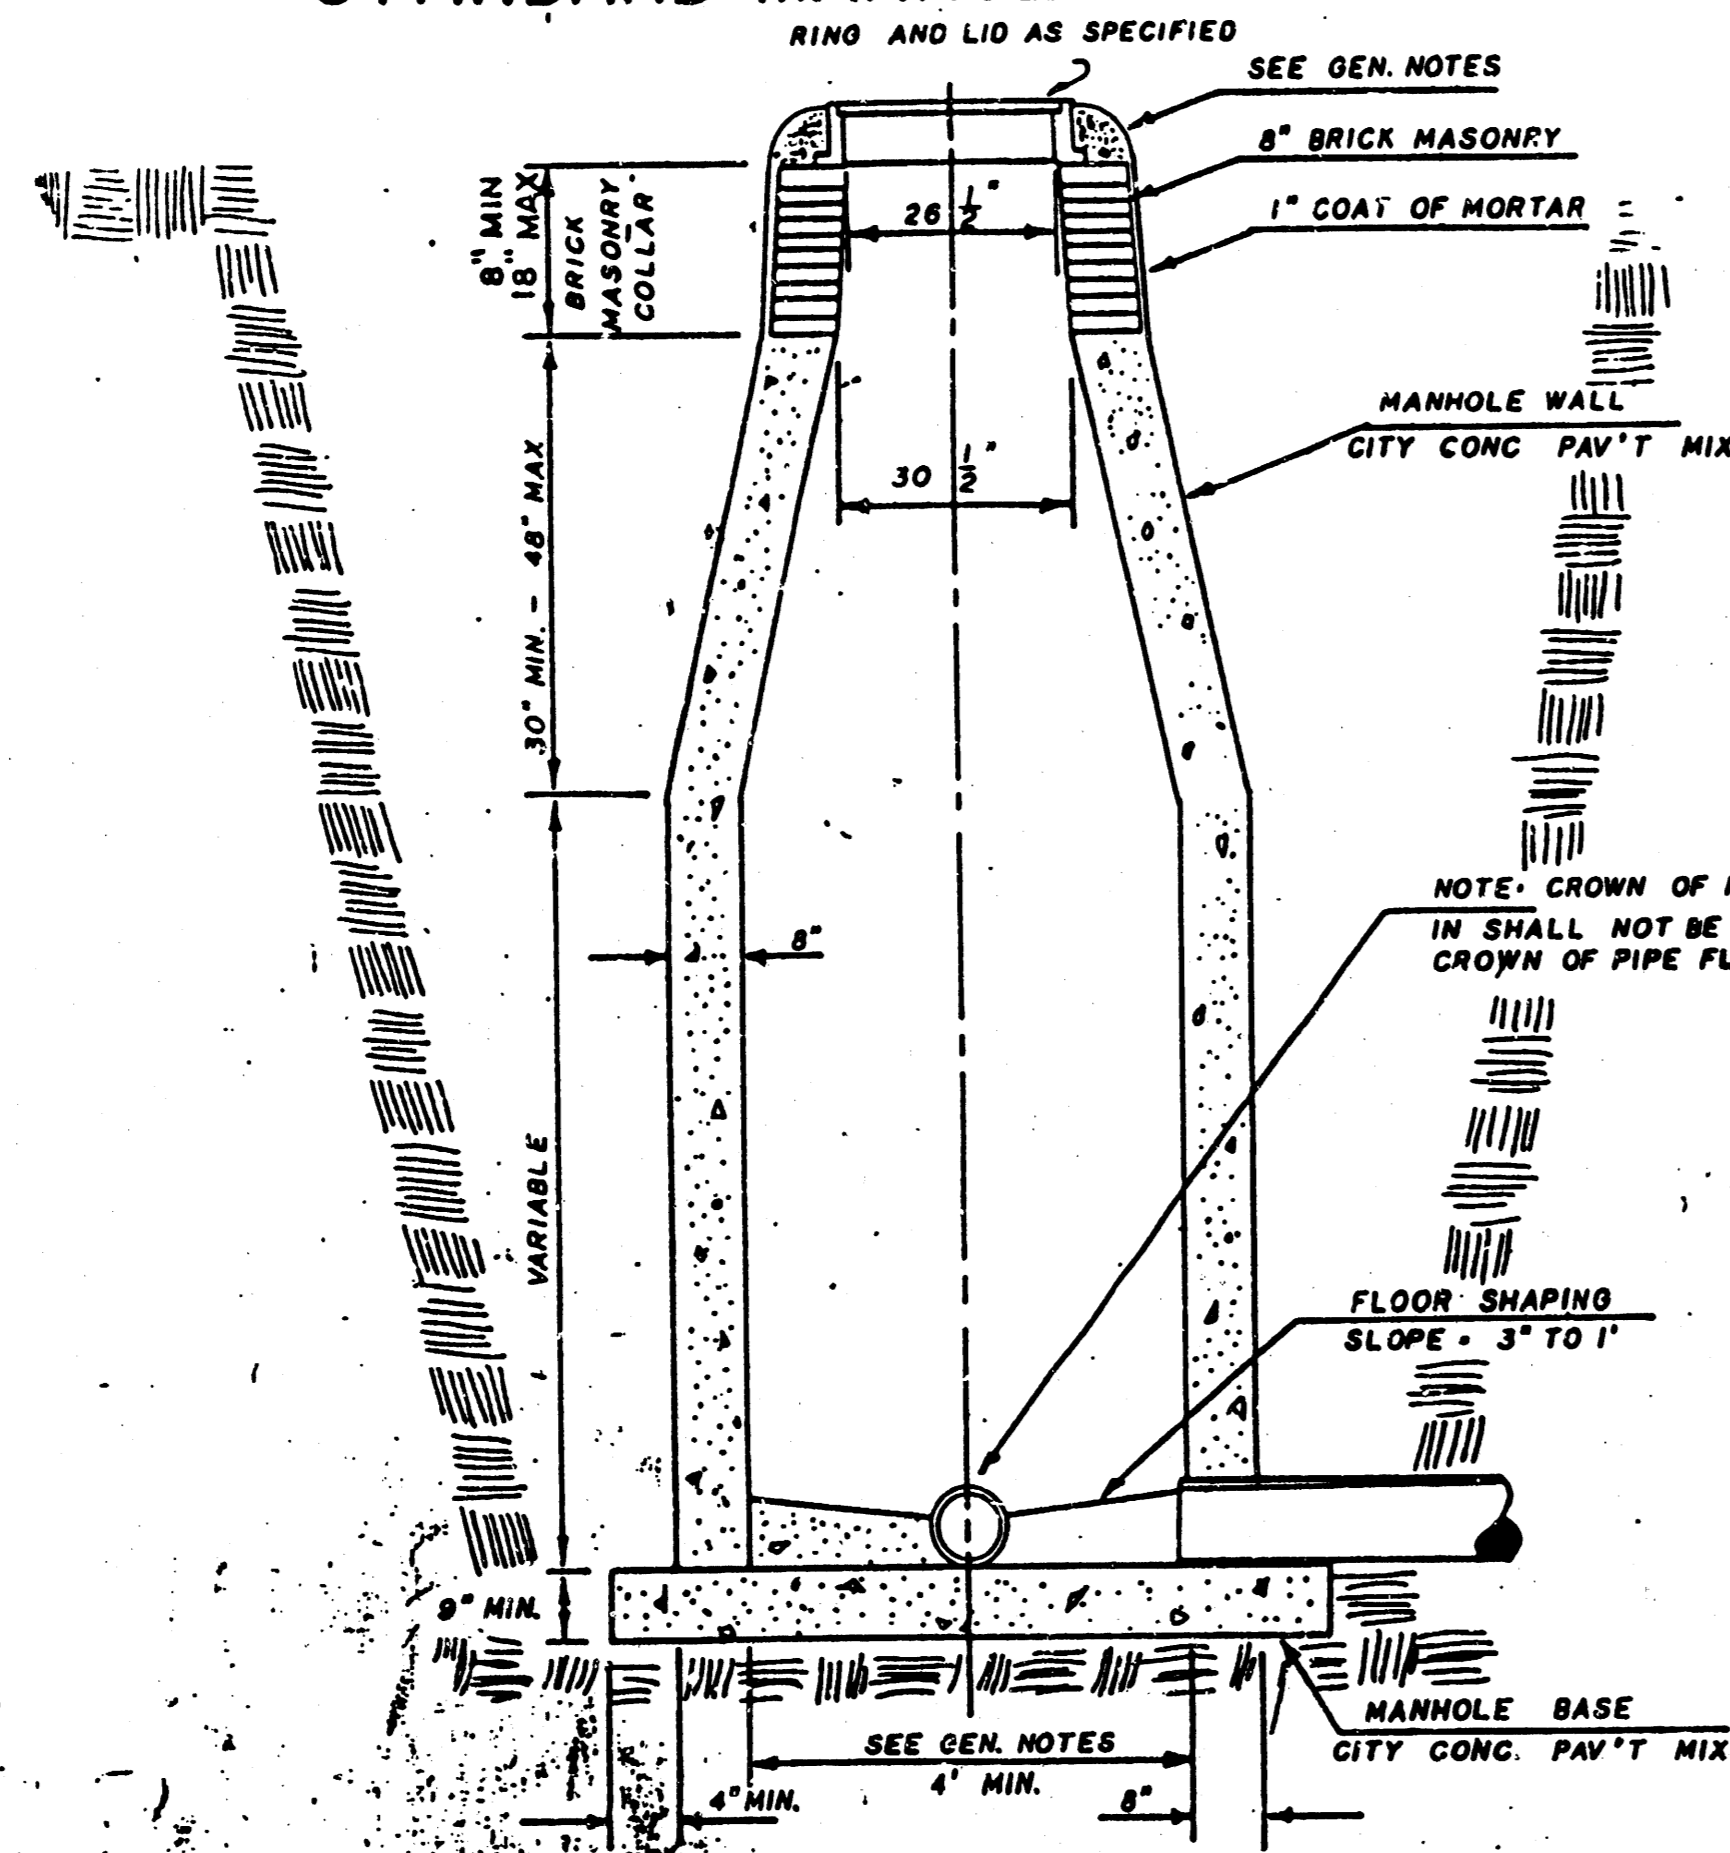 STANDARD
RING AND LID AS SPECIFIED
SEE GEN. NOTES
8" BRICK MASONRY
1" COAT OF MORTAR
8" MIN
18" MAX
BRICK
MASONRY
COLLAR
26 1/2"
MANHOLE WALL
CITY CONC PAV'T MIX
30 1/2"
30" MIN. - 48" MAX
NOTE: CROWN OF
IN SHALL NOT BE
CROWN OF PIPE
8"
VARIABLE
FLOOR SHAPING
SLOPE = 3" TO 1'
9" MIN.
MANHOLE BASE
CITY CONC. PAV'T MIX
SEE GEN. NOTES
4' MIN.
4" MIN.
8"